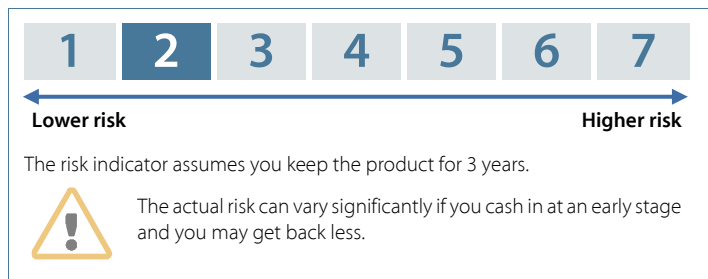 1 2 3 4 5 6 7
Lower risk Higher risk
The risk indicator assumes you keep the product for 3 years.
The actual risk can vary significantly if you cash in at an early stage
and you may get back less.